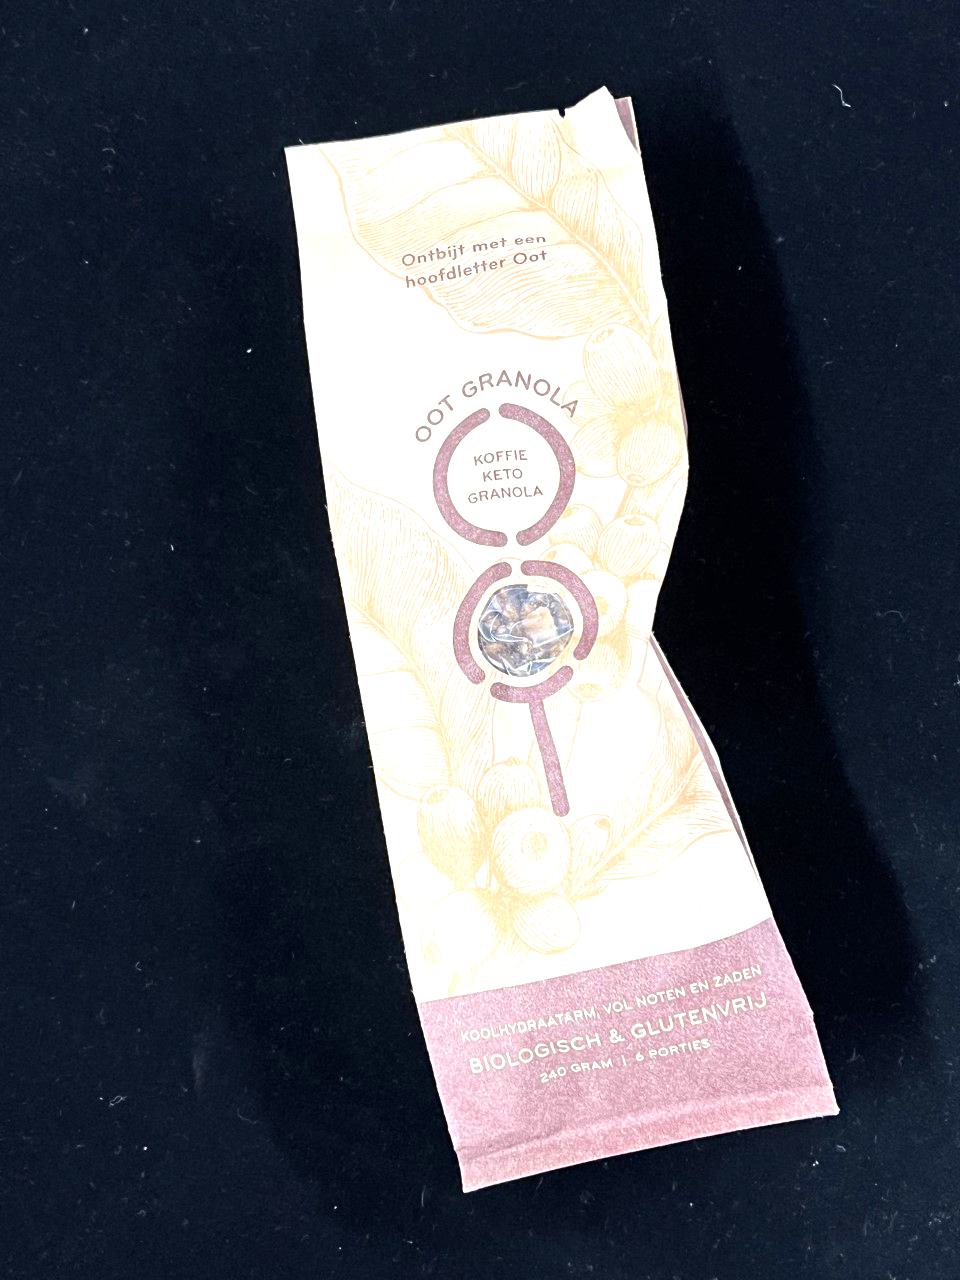 Ontbijt met een
hoofdletter Oot
OOT GRANOLA
KOFFIE
KETO
GRANOLA
KOOLHYDRAATARM, VOL NOTEN EN ZADEN
BIOLOGISCH & GLUTENVRIJ
240 GRAM | 6 PORTIES